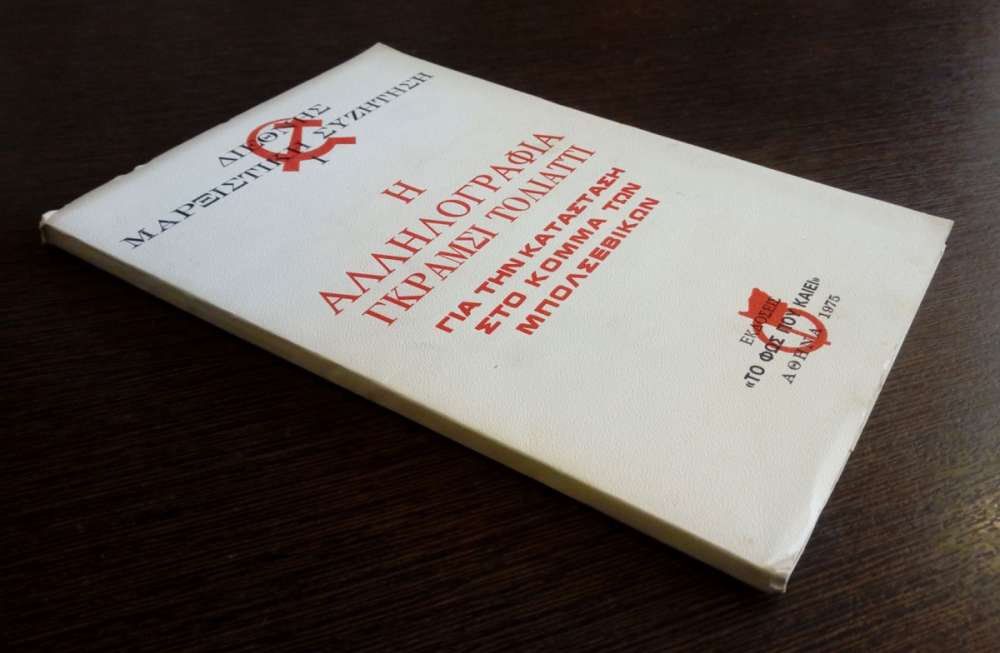 ΔΙΕΘΝΗΣ
ΜΑΡΞΙΣΤΙΚΗ ΣΥΖΗΤΗΣΗ
1
Η
ΑΛΛΗΛΟΓΡΑΦΙΑ
ΓΚΡΑΜΣΙ ΤΟΛΙΑΤΤΙ
ΓΙΑ ΤΗΝ ΚΑΤΑΣΤΑΣΗ
ΣΤΟ ΚΟΜΜΑ ΤΩΝ
ΜΠΟΛΣΕΒΙΚΩΝ
ΕΚΔΟΣΕΙΣ
«ΤΟ ΦΩΣ ΠΟΥ ΚΑΙΕΙ»
ΑΘΗΝΑ 1975